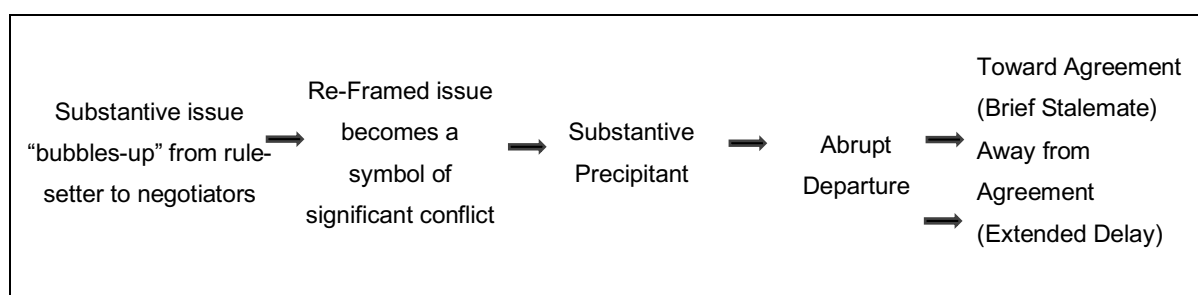 Substantive issue
“bubbles-up” from rule-
setter to negotiators
Re-Framed issue
becomes a
symbol of
significant conflict
Substantive
Precipitant
Abrupt
Departure
Toward Agreement
(Brief Stalemate)
Away from
Agreement
(Extended Delay)